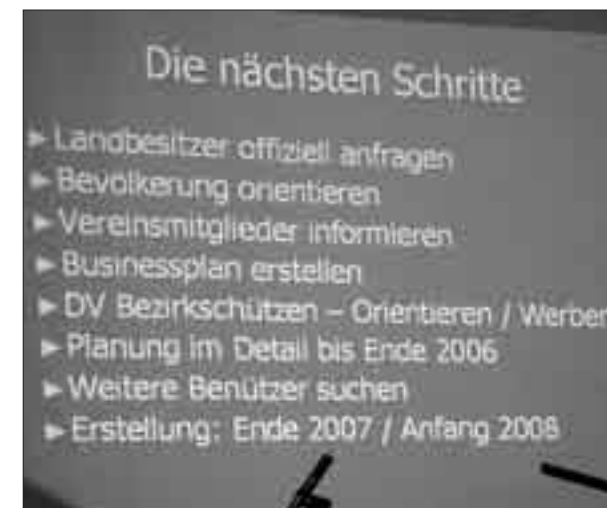 Die nächsten Schritte
►Landbesitzer offiziell anfragen
►Bevölkerung orientieren
►Vereinsmitglieder informieren
►Businessplan erstellen
►DV Bezirkschützen – Orientieren / Werben
►Planung im Detail bis Ende 2006
►Weitere Benützer suchen
►Erstellung: Ende 2007 / Anfang 2008